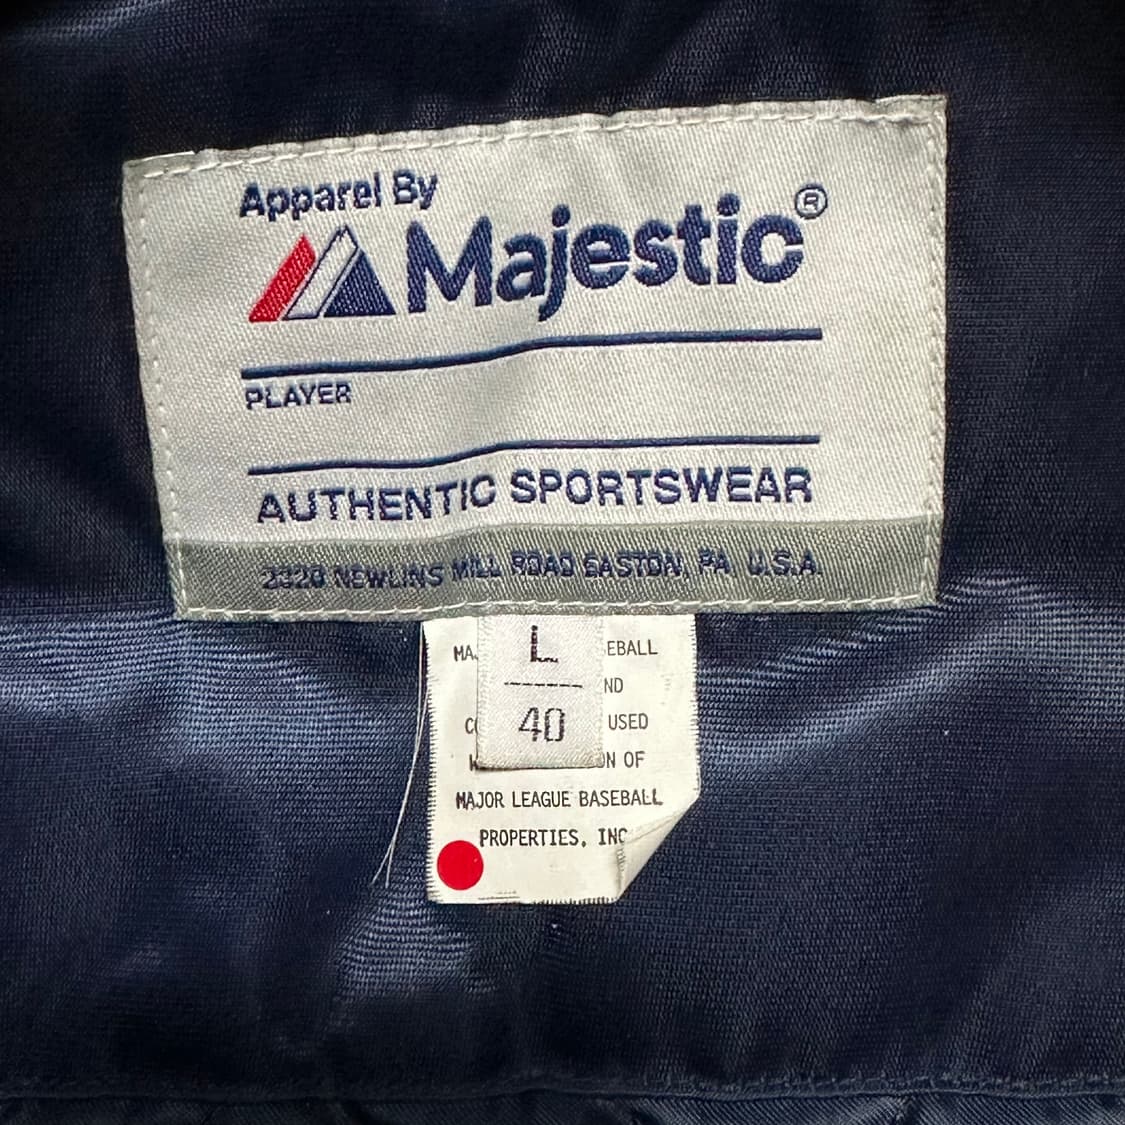 Apparel By
Majestic®
PLAYER
AUTHENTIC SPORTSWEAR
2320 NEWLINS MILL ROAD EASTON, PA. U.S.A.
L
40
ND
USED
OF
MAJOR LEAGUE BASEBALL
PROPERTIES, INC